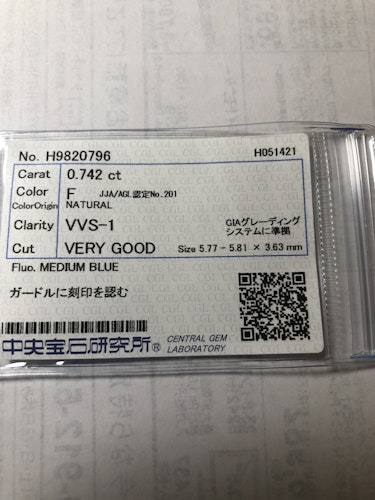 No. H9820796 H051421
Carat 0.742 ct
Color F JJA/AGL認定No.201
ColorOrigin NATURAL
Clarity VVS-1 GIAグレーディング
システムに準拠
Cut VERY GOOD Size 5.77 - 5.81 × 3.63 mm
Fluo. MEDIUM BLUE
ガードルに刻印を認む
中央宝石研究所® CENTRAL GEM
LABORATORY